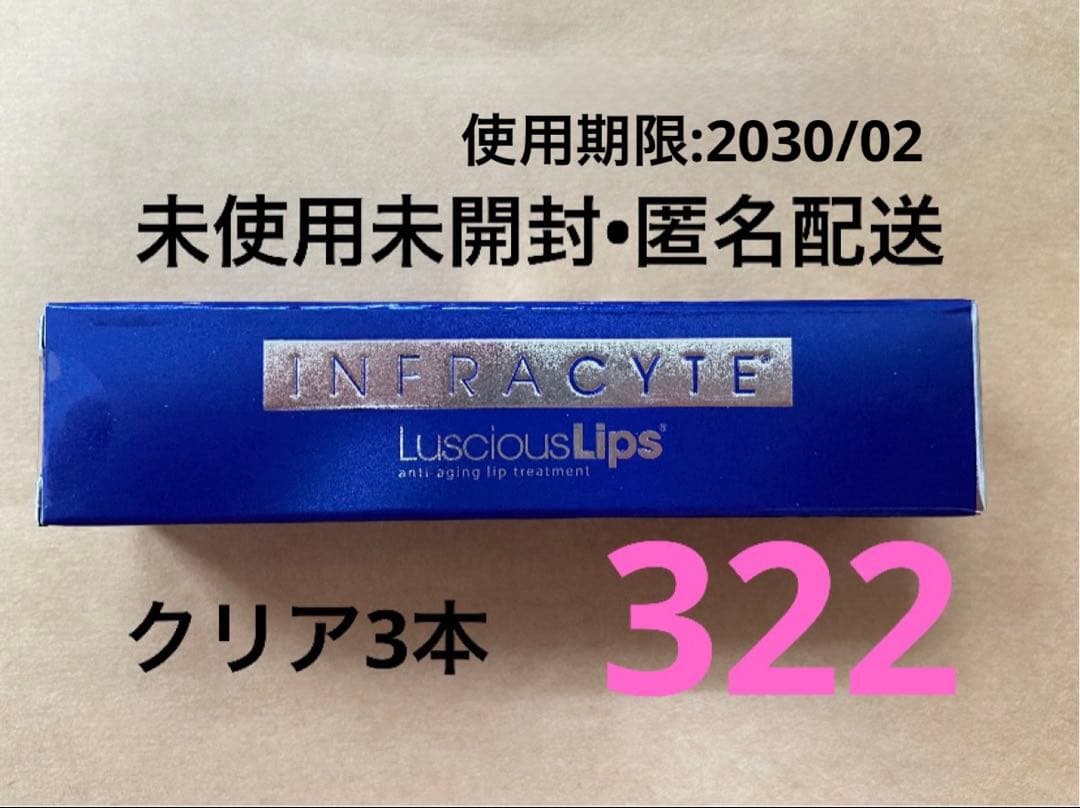 使用期限:2030/02
未使用未開封•匿名配送
INFRACYTE®
LusciousLips®
anti-aging lip treatment
クリア3本
322